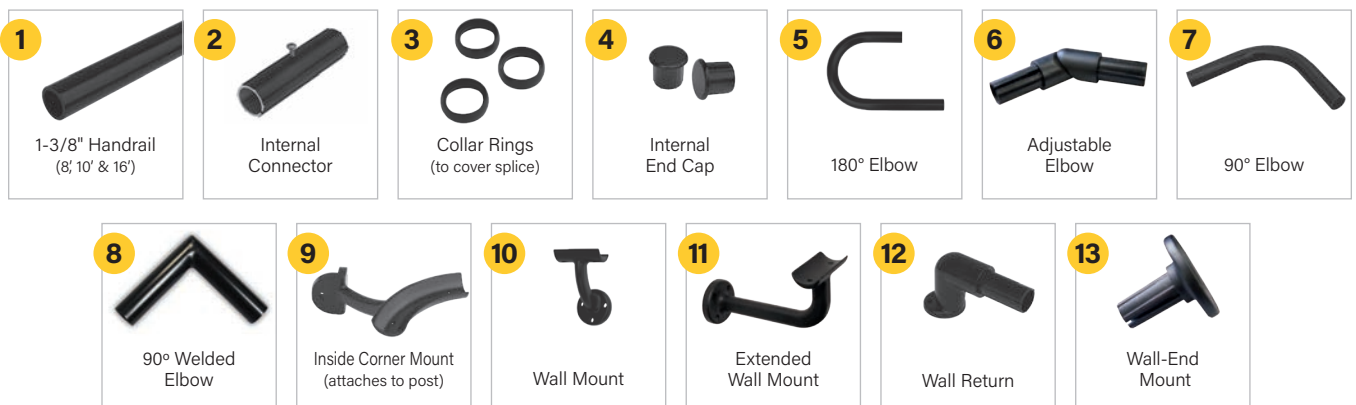 1
1-3/8" Handrail
(8', 10' & 16')
2
Internal
Connector
3
Collar Rings
(to cover splice)
4
Internal
End Cap
5
180° Elbow
6
Adjustable
Elbow
7
90° Elbow
8
90º Welded
Elbow
9
Inside Corner Mount
(attaches to post)
10
Wall Mount
11
Extended
Wall Mount
12
Wall Return
13
Wall-End
Mount